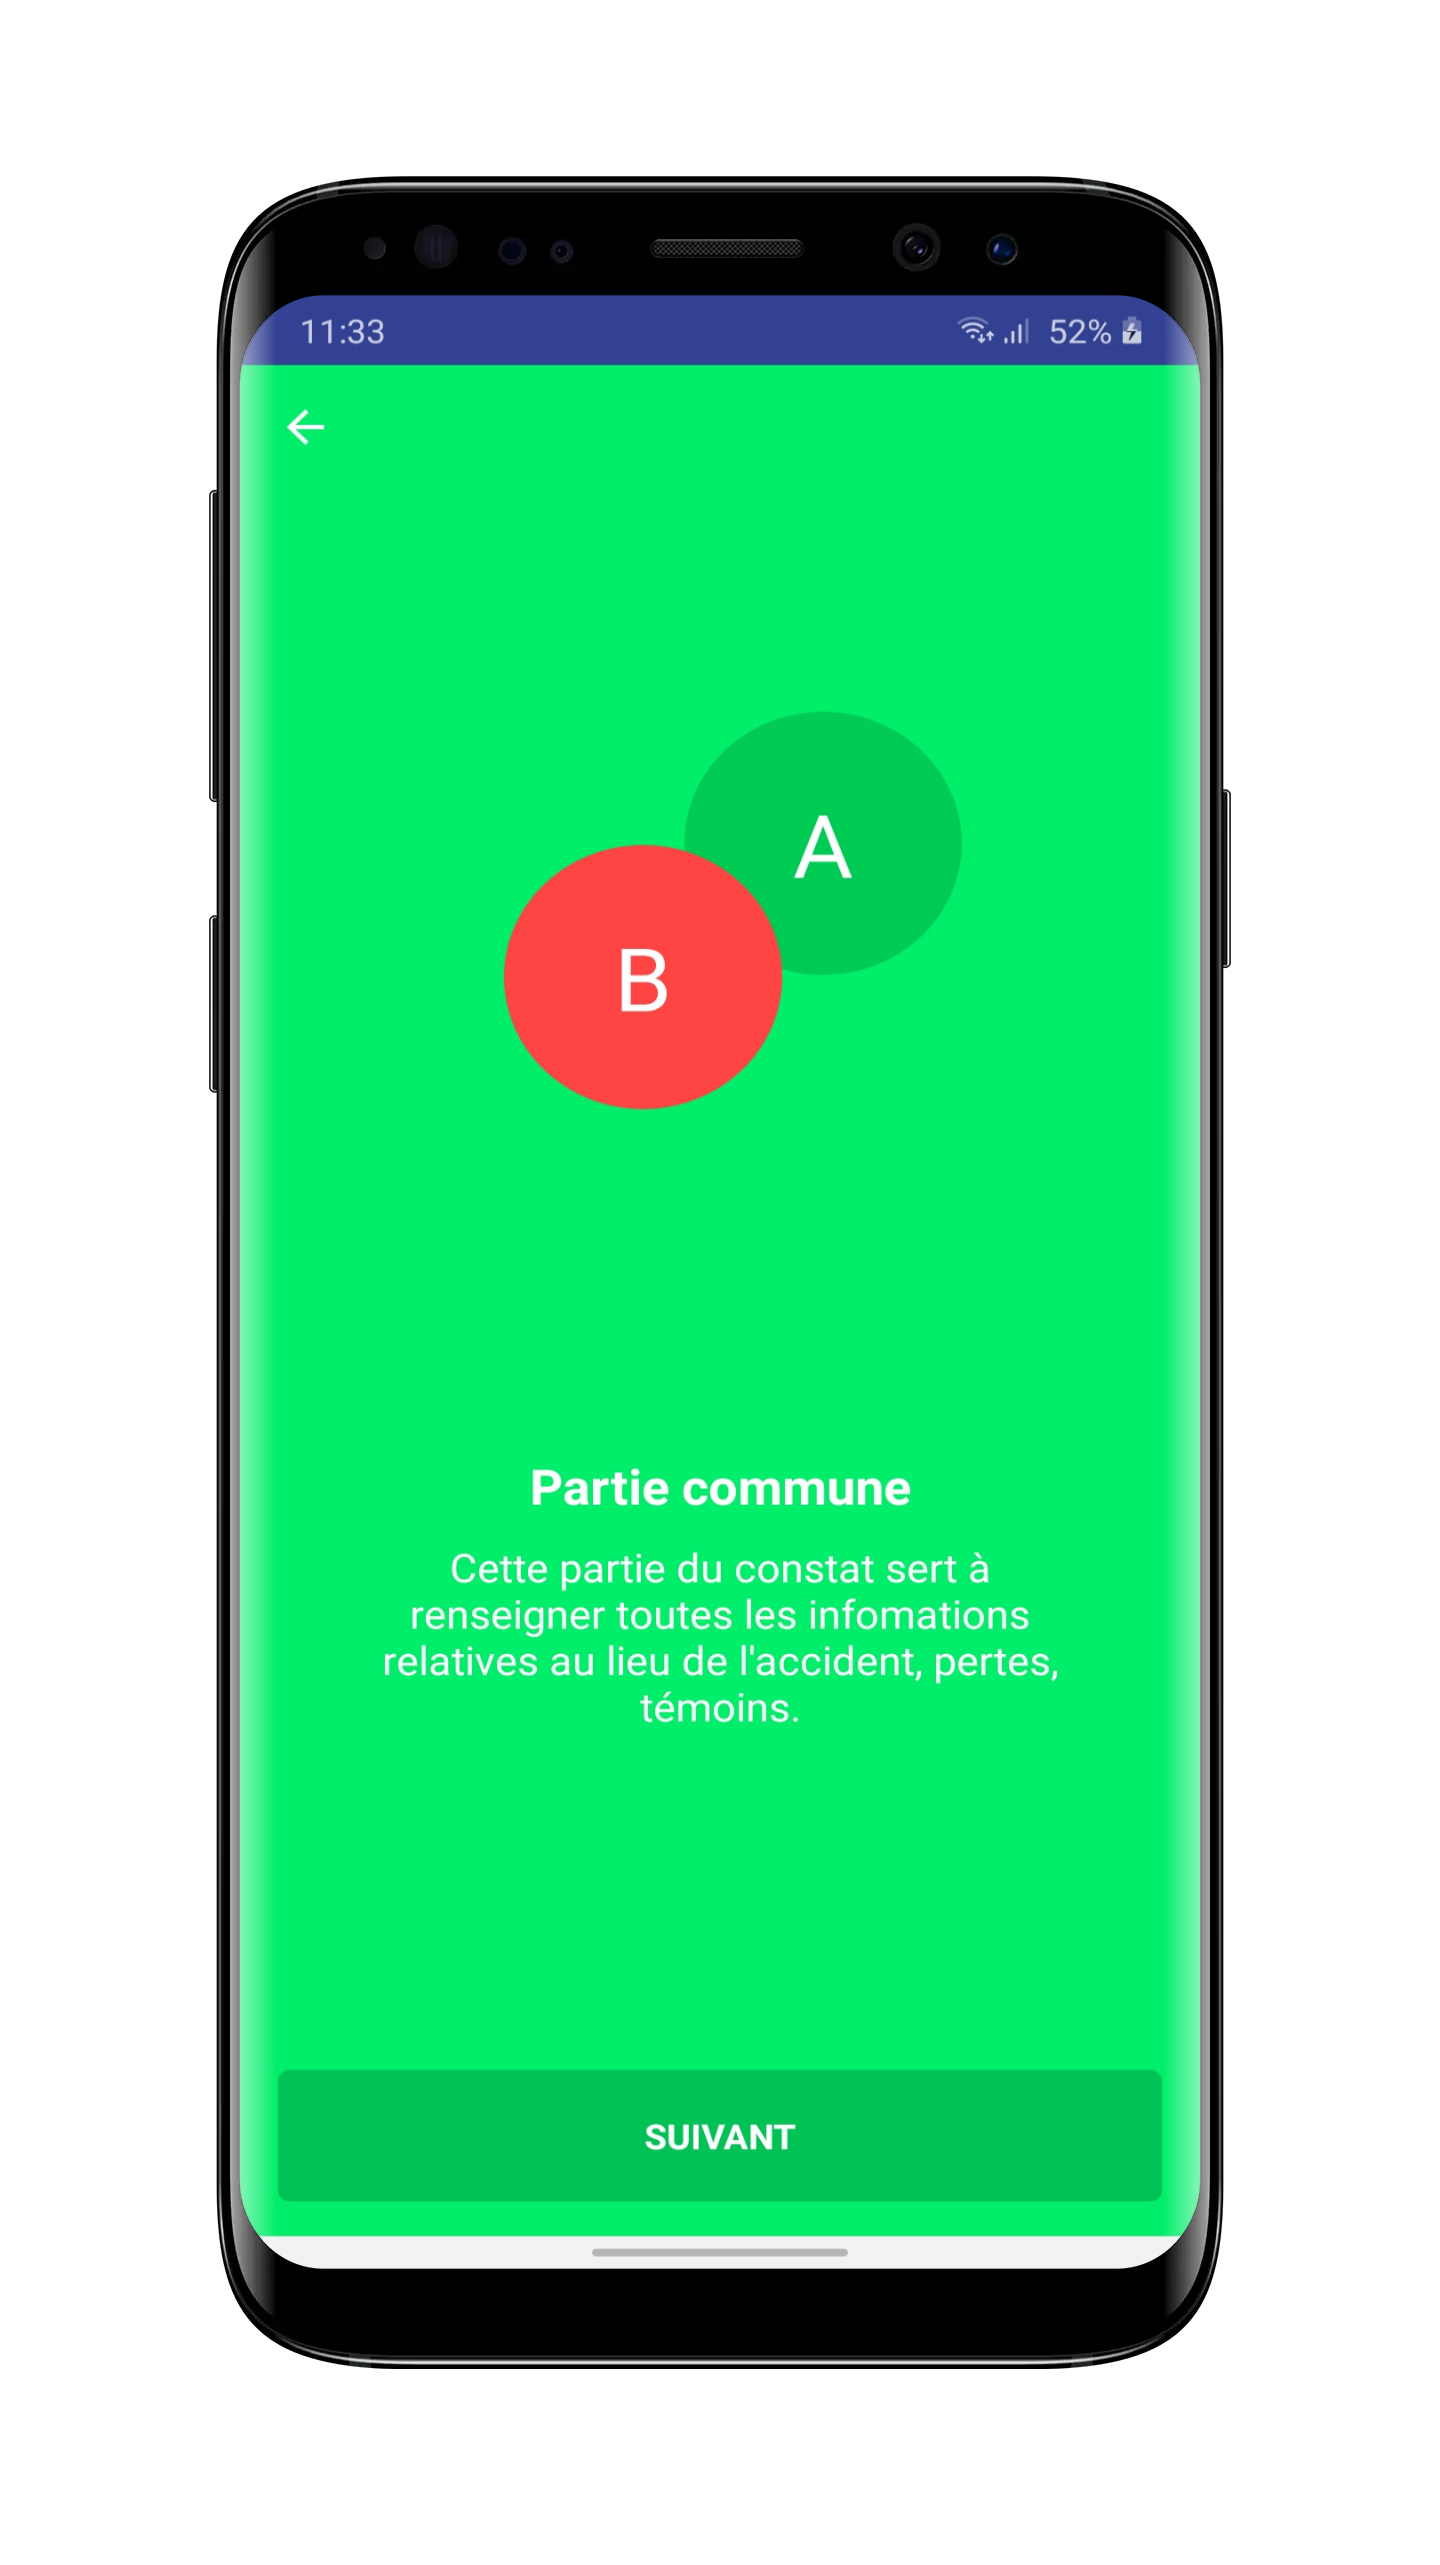 11:33
52%
A
B
Partie commune
Cette partie du constat sert à
renseigner toutes les infomations
relatives au lieu de l'accident, pertes,
témoins.
SUIVANT